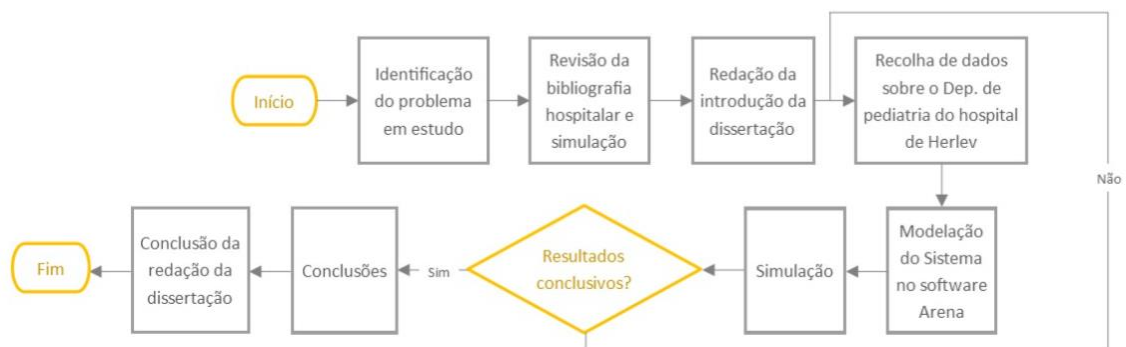 Início
Identificação
do problema
em estudo
Revisão da
bibliografia
hospitalar e
simulação
Redação da
introdução da
dissertação
Recolha de dados
sobre o Dep. de
pediatria do hospital
de Herlev
Não
Modelação
do Sistema
no software
Arena
Simulação
Resultados
conclusivos?
Sim
Conclusões
Conclusão da
redação da
dissertação
Fim